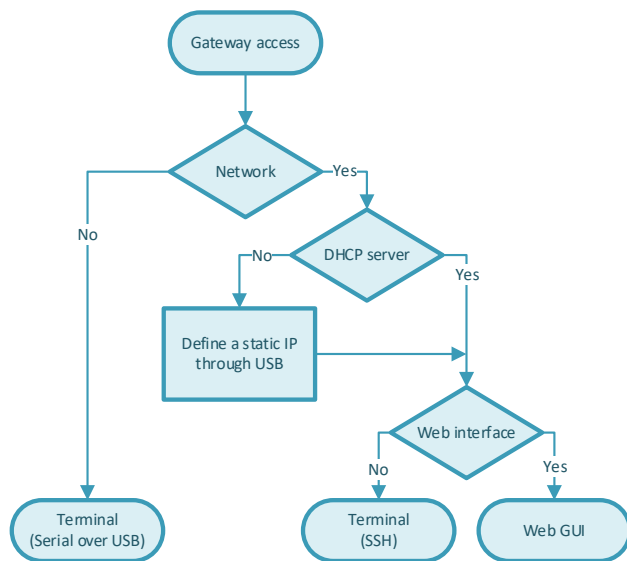 Gateway access
Network
Yes
No
DHCP server
No
Yes
Define a static IP
through USB
Web interface
No
Yes
Terminal
(Serial over USB)
Terminal
(SSH)
Web GUI